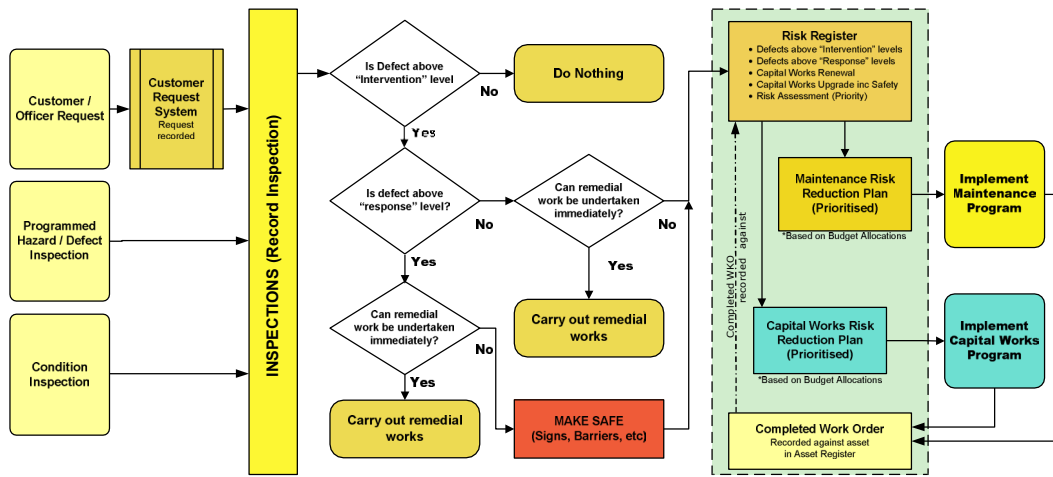 Customer /
Officer Request
Customer
Request
System
Request
recorded
Programmed
Hazard / Defect
Inspection
Condition
Inspection
INSPECTIONS (Record Inspection)
Is Defect above
“Intervention” level
No
Do Nothing
Yes
Is defect above
“response” level?
No
Can remedial
work be undertaken
immediately?
No
Yes
Yes
Carry out remedial
works
Can remedial
work be undertaken
immediately?
No
Yes
Carry out remedial
works
MAKE SAFE
(Signs, Barriers, etc)
Risk Register
• Defects above “Intervention” levels
• Defects above “Response” levels
• Capital Works Renewal
• Capital Works Upgrade inc Safety
• Risk Assessment (Priority)
Maintenance Risk
Reduction Plan
(Prioritised)
*Based on Budget Allocations
Implement
Maintenance
Program
Completed WKO
recorded against
Capital Works Risk
Reduction Plan
(Prioritised)
*Based on Budget Allocations
Implement
Capital Works
Program
Completed Work Order
Recorded against asset
in Asset Register